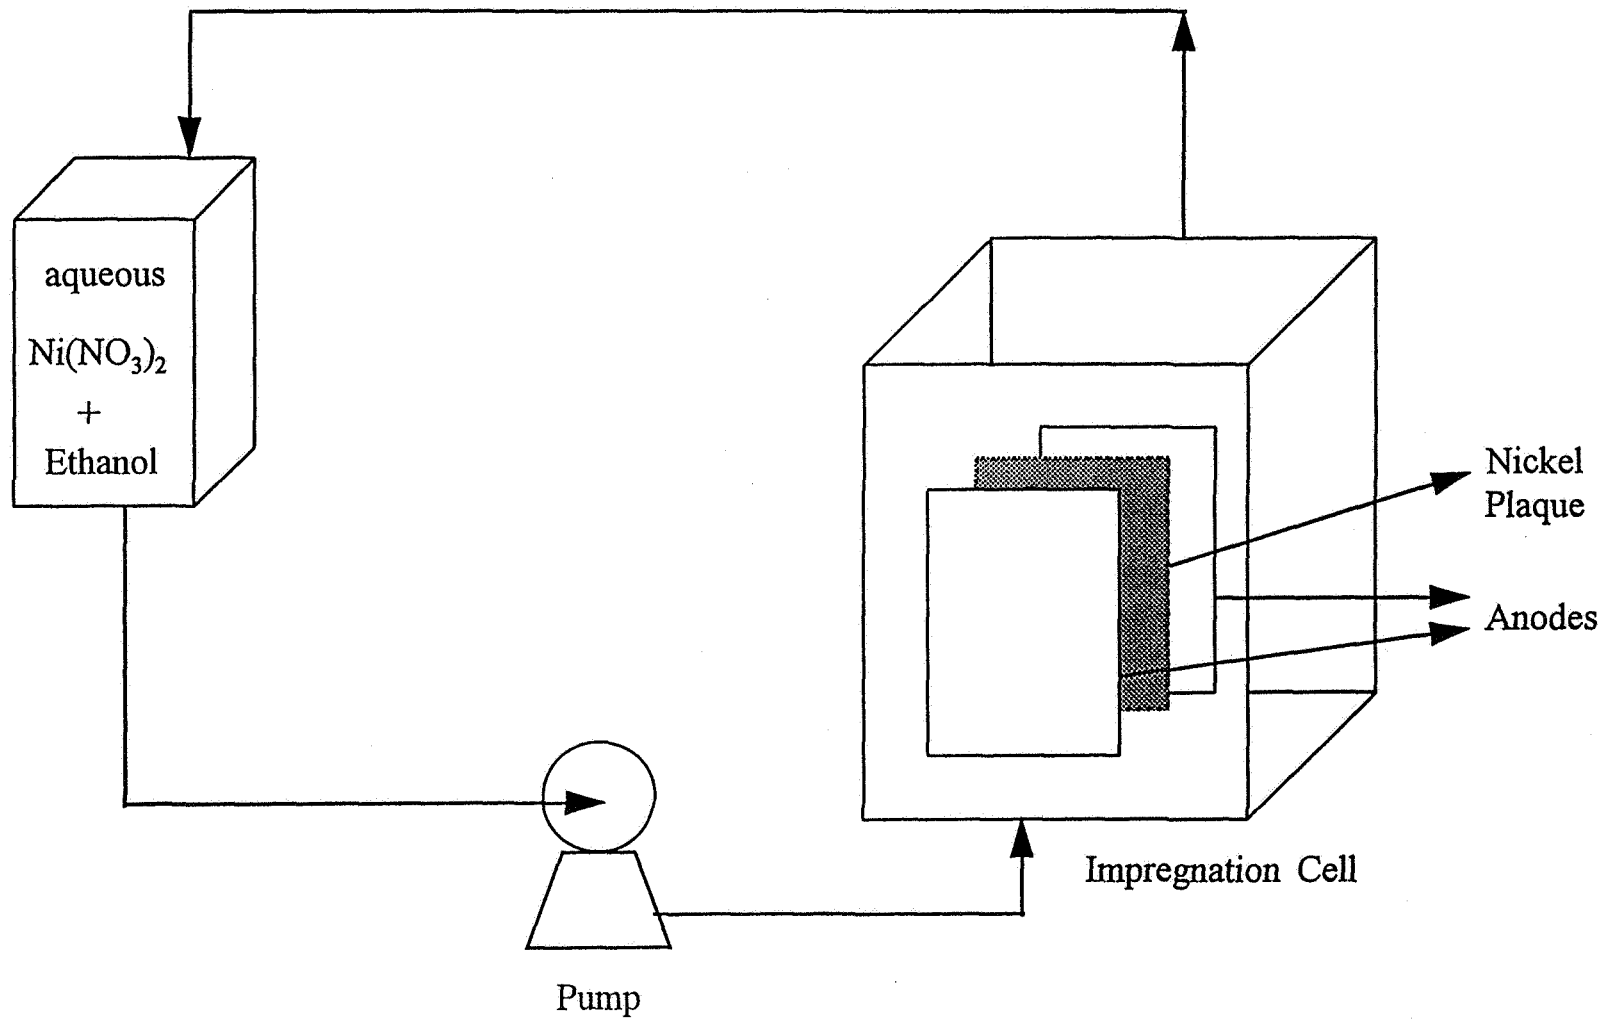 aqueous
Ni(NO₃)₂
+
Ethanol
Nickel
Plaque
Anodes
Impregnation Cell
Pump